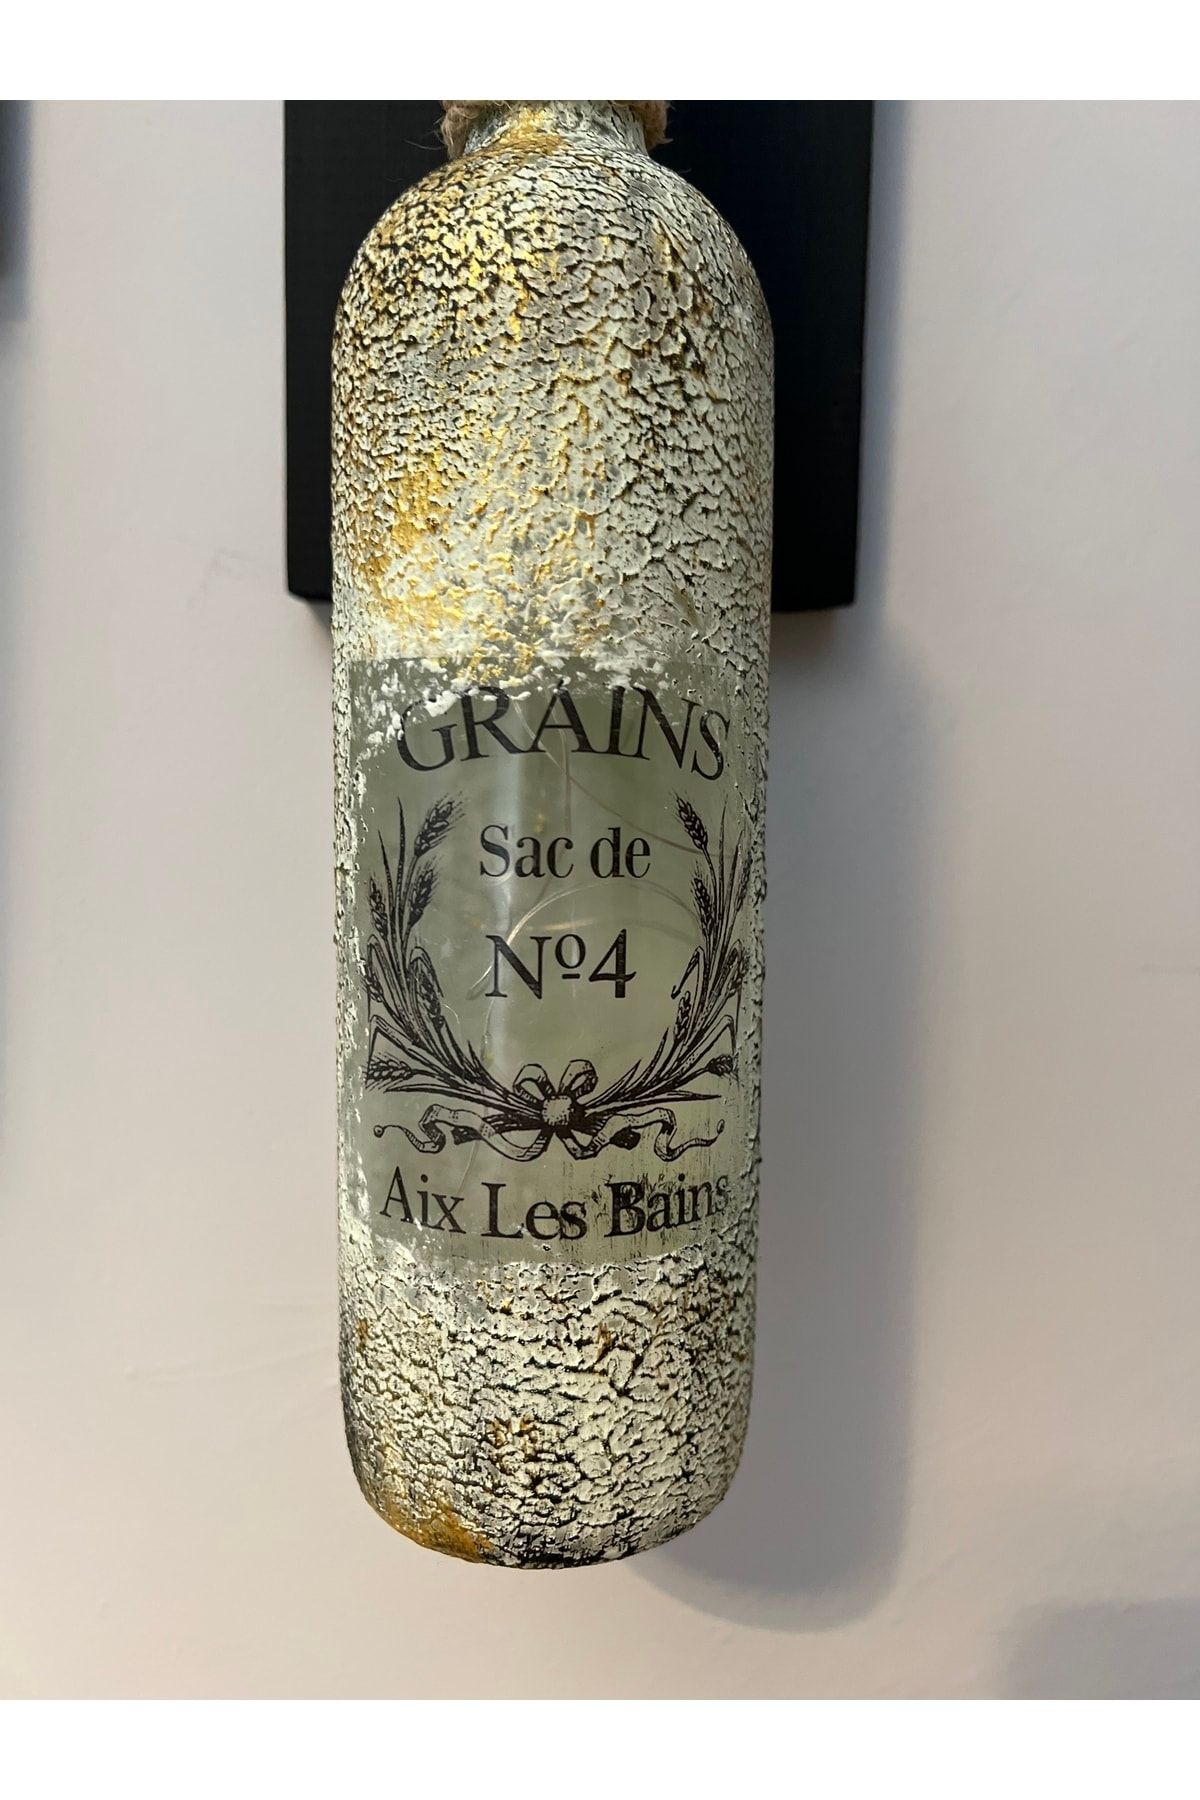 GRAINS
Sac de
Nº4
Aix Les Bains